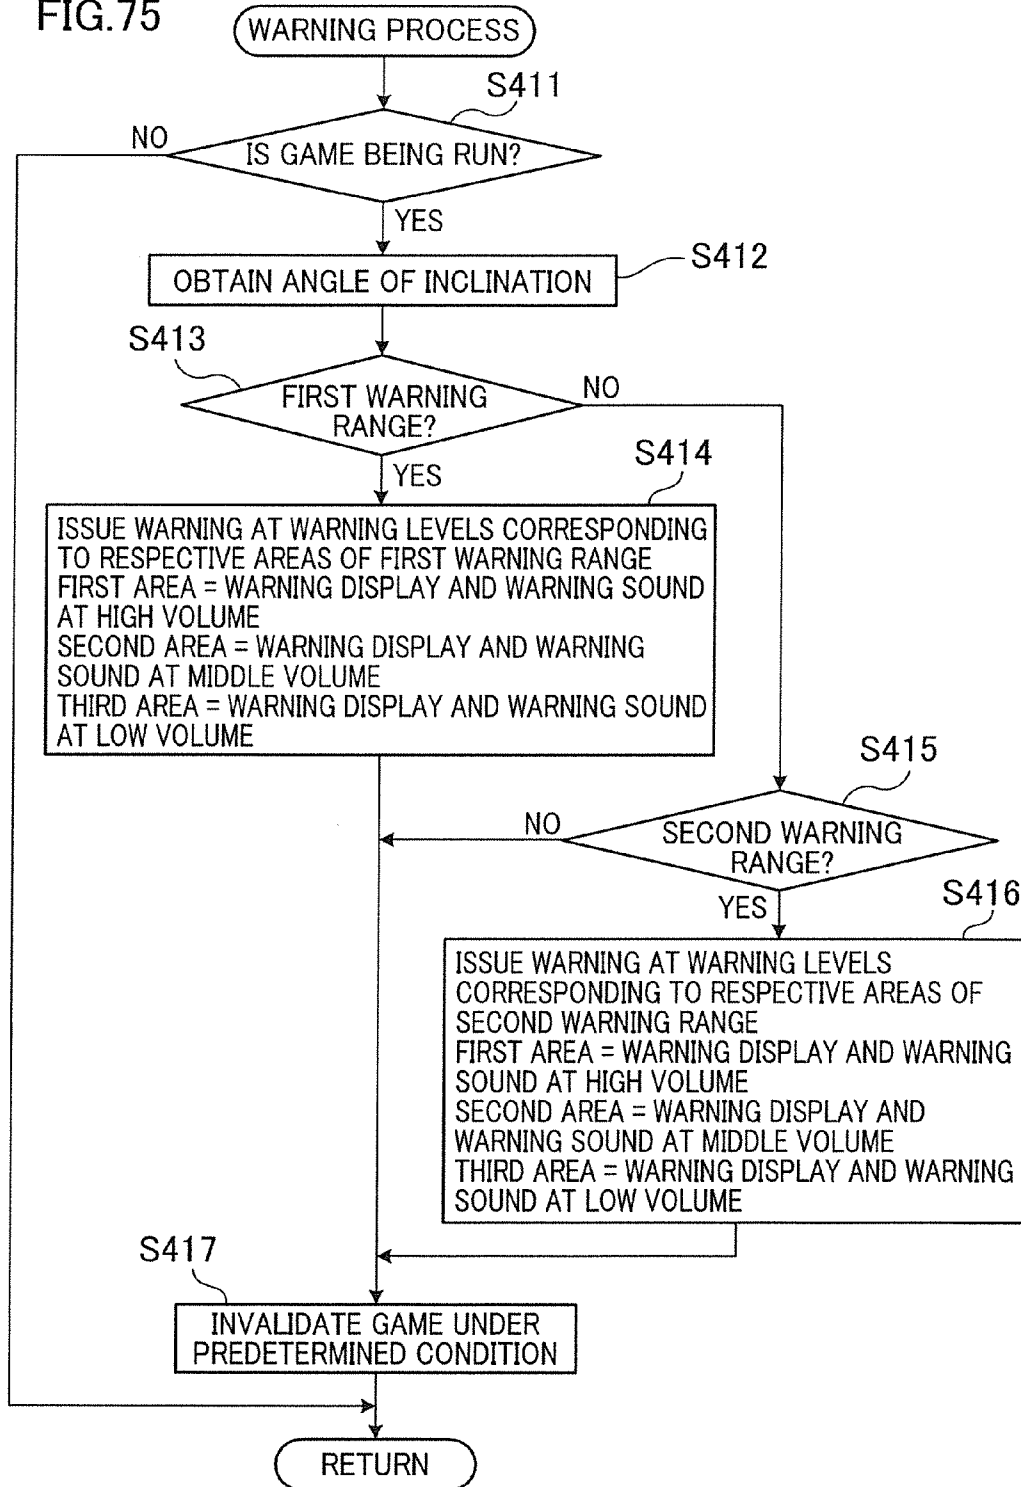 FIG.75
WARNING PROCESS
S411
IS GAME BEING RUN?
NO
YES
S412
OBTAIN ANGLE OF INCLINATION
S413
FIRST WARNING
RANGE?
NO
YES
S414
ISSUE WARNING AT WARNING LEVELS CORRESPONDING
TO RESPECTIVE AREAS OF FIRST WARNING RANGE
FIRST AREA = WARNING DISPLAY AND WARNING SOUND
AT HIGH VOLUME
SECOND AREA = WARNING DISPLAY AND WARNING
SOUND AT MIDDLE VOLUME
THIRD AREA = WARNING DISPLAY AND WARNING SOUND
AT LOW VOLUME
S415
SECOND WARNING
RANGE?
NO
YES
S416
ISSUE WARNING AT WARNING LEVELS
CORRESPONDING TO RESPECTIVE AREAS OF
SECOND WARNING RANGE
FIRST AREA = WARNING DISPLAY AND WARNING
SOUND AT HIGH VOLUME
SECOND AREA = WARNING DISPLAY AND
WARNING SOUND AT MIDDLE VOLUME
THIRD AREA = WARNING DISPLAY AND WARNING
SOUND AT LOW VOLUME
S417
INVALIDATE GAME UNDER
PREDETERMINED CONDITION
RETURN